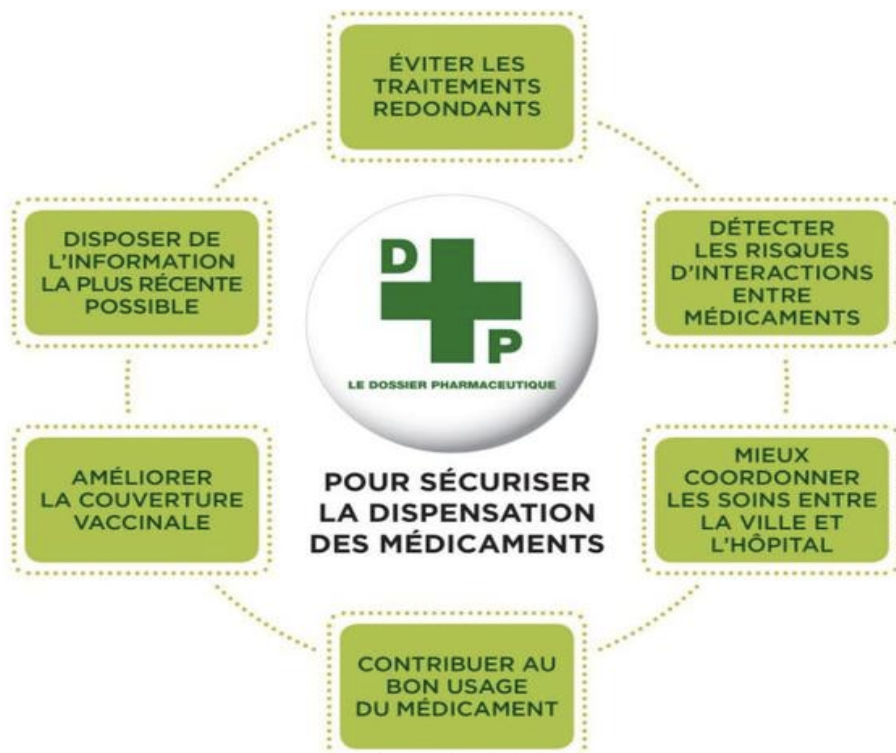 ÉVITER LES
TRAITEMENTS
REDONDANTS
DISPOSER DE
L'INFORMATION
LA PLUS RÉCENTE
POSSIBLE
D
P
LE DOSSIER PHARMACEUTIQUE
DÉTECTER
LES RISQUES
D'INTERACTIONS
ENTRE
MÉDICAMENTS
AMÉLIORER
LA COUVERTURE
VACCINALE
POUR SÉCURISER
LA DISPENSATION
DES MÉDICAMENTS
MIEUX
COORDONNER
LES SOINS ENTRE
LA VILLE ET
L'HÔPITAL
CONTRIBUER AU
BON USAGE
DU MÉDICAMENT